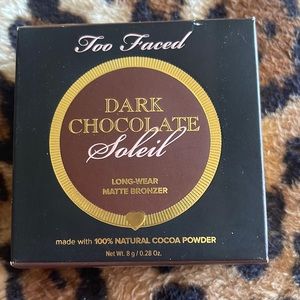 Too Faced
DARK
CHOCOLATE
Soleil
LONG-WEAR
MATTE BRONZER
made with 100% NATURAL COCOA POWDER
Net Wt. 8 g / 0.28 Oz.